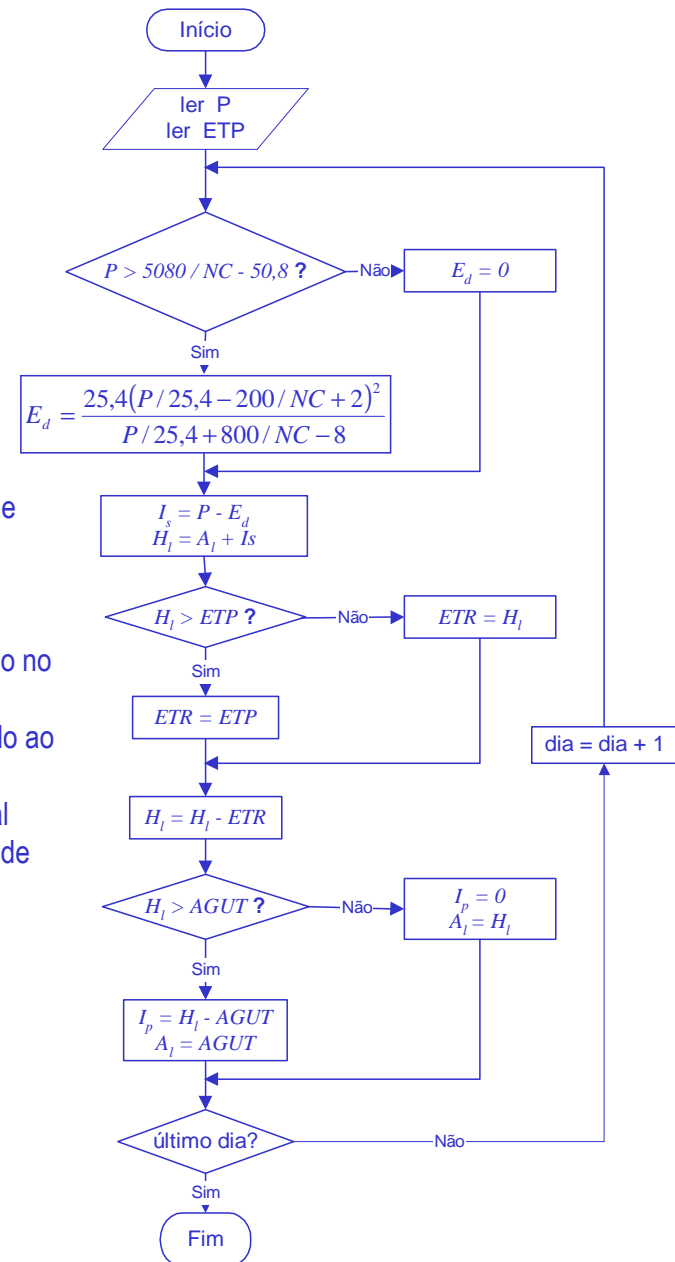 Início
ler P
ler ETP
P > 5080 / NC - 50,8 ?
Não
E_d = 0
Sim
E_d = 25,4(P/25,4 − 200/NC + 2)² / P/25,4 + 800/NC − 8
e
I_s = P - E_d
H_l = A_l + Is
H_l > ETP ?
Não
ETR = H_l
o no
Sim
ETR = ETP
lo ao
dia = dia + 1
al
H_l = H_l - ETR
de
H_l > AGUT ?
Não
I_p = 0
A_l = H_l
Sim
I_p = H_l - AGUT
A_l = AGUT
último dia?
Não
Sim
Fim